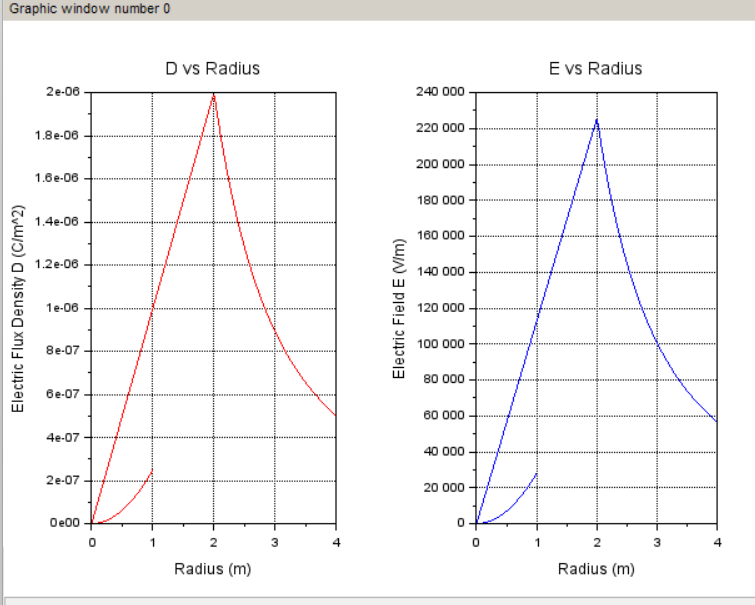 Graphic window number 0
D vs Radius
Electric Flux Density D (C/m^2)
2e-06
1.8e-06
1.6e-06
1.4e-06
1.2e-06
1e-06
8e-07
6e-07
4e-07
2e-07
0e00
0 1 2 3 4
Radius (m)
E vs Radius
Electric Field E (V/m)
240 000
220 000
200 000
180 000
160 000
140 000
120 000
100 000
80 000
60 000
40 000
20 000
0
0 1 2 3 4
Radius (m)